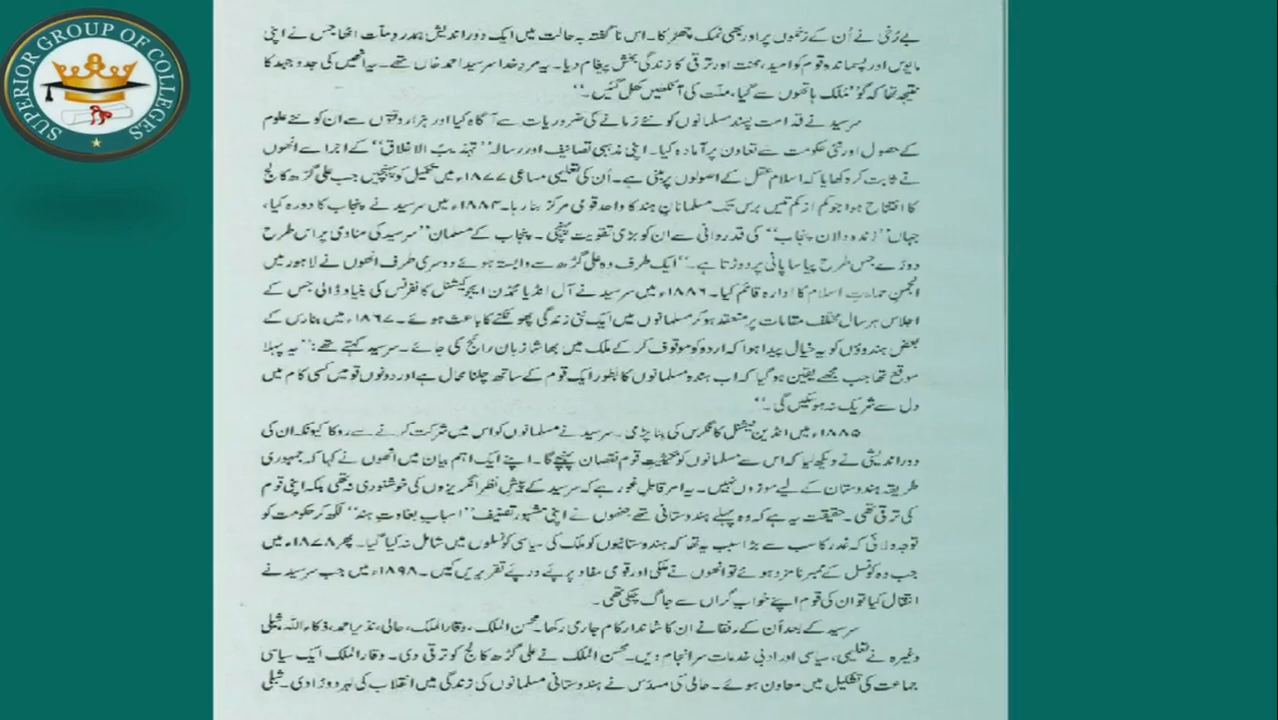 SUPERIOR GROUP OF COLLEGES
بے رُخی نے اُن کے زخموں پر اور بھی نمک چھڑکا۔ اس ناگفتہ بہ حالت میں ایک دُور اندیش ہمدردِ ملّت اٹھا جس نے اپنی
مایوس اور پسماندہ قوم کو امید، محنت اور ترقی کا زندگی بخش پیغام دیا۔ یہ مردِ خدا سرسید احمد خاں تھے۔ یہ انھیں کی جدوجہد کا
نتیجہ تھا کہ گو ”مُلک ہاتھوں سے گیا، ملّت کی آنکھیں کھل گئیں۔“
سرسید نے قدامت پسند مسلمانوں کو نئے زمانے کی ضروریات سے آگاہ کیا اور ہزار دقتوں سے ان کو نئے علوم
کے حصول اور نئی حکومت سے تعاون پر آمادہ کیا۔ اپنی مذہبی تصانیف اور رسالہ ”تہذیب الاخلاق“ کے اجرا سے انھوں
نے ثابت کر دکھایا کہ اسلام عقل کے اصولوں پر مبنی ہے۔ اُن کی تعلیمی مساعی ۱۸۷۷ء میں تکمیل کو پہنچیں جب علی گڑھ کالج
کا افتتاح ہوا جو کم از کم تیس برس تک مسلمانانِ ہند کا واحد قومی مرکز بنا رہا۔ ۱۸۸۴ء میں سرسید نے پنجاب کا دورہ کیا،
جہاں ”زندہ دلانِ پنجاب“ کی قدردانی سے ان کو بڑی تقویت پہنچی۔ پنجاب کے مسلمان ”سرسید کی منادی پر اس طرح
دوڑے جس طرح پیاسا پانی پر دوڑتا ہے۔“ ایک طرف وہ علی گڑھ سے وابستہ ہوئے دوسری طرف انھوں نے لاہور میں
انجمنِ حمایتِ اسلام کا ادارہ قائم کیا۔ ۱۸۸۶ء میں سرسید نے آل انڈیا محمڈن ایجوکیشنل کانفرنس کی بنیاد ڈالی جس کے
اجلاس ہر سال مختلف مقامات پر منعقد ہو کر مسلمانوں میں ایک نئی زندگی پھونکنے کا باعث ہوئے۔ ۱۸۶۷ء میں بنارس کے
بعض ہندوؤں کو یہ خیال پیدا ہوا کہ اردو کو موقوف کر کے ملک میں بھاشا زبان رائج کی جائے۔ سرسید کہتے تھے: ”یہ پہلا
موقع تھا جب مجھے یقین ہو گیا کہ اب ہندو مسلمانوں کا بطور ایک قوم کے ساتھ چلنا محال ہے اور دونوں قومیں کسی کام میں
دل سے شریک نہ ہو سکیں گی۔“
۱۸۸۵ء میں انڈین نیشنل کانگرس کی بنا پڑی۔ سرسید نے مسلمانوں کو اس میں شرکت کرنے سے روکا کیونکہ ان کی
دور اندیشی نے دیکھ لیا کہ اس سے مسلمانوں کو بحیثیت قوم نقصان پہنچے گا۔ اپنے ایک اہم بیان میں انھوں نے کہا کہ جمہوری
طریقہ ہندوستان کے لیے موزوں نہیں۔ یہ امر قابلِ غور ہے کہ سرسید کے پیشِ نظر انگریزوں کی خوشنودی نہ تھی بلکہ اپنی قوم
کی ترقی تھی۔ حقیقت یہ ہے کہ وہ پہلے ہندوستانی تھے جنھوں نے اپنی مشہور تصنیف ”اسبابِ بغاوتِ ہند“ لکھ کر حکومت کو
توجہ دلائی کہ غدر کا سب سے بڑا سبب یہ تھا کہ ہندوستانیوں کو ملک کی سیاسی کونسلوں میں شامل نہ کیا گیا۔ پھر ۱۸۷۸ء میں
جب وہ کونسل کے ممبر نامزد ہوئے تو انھوں نے ملکی اور قومی مفاد پر پے در پے تقریریں کیں۔ ۱۸۹۸ء میں جب سرسید نے
انتقال کیا تو ان کی قوم اپنے خوابِ گراں سے جاگ چکی تھی۔
سرسید کے بعد اُن کے رفقا نے ان کا شاندار کام جاری رکھا۔ محسن الملک، وقار الملک، حالی، نذیر احمد، ذکاء اللہ، شبلی
وغیرہ نے تعلیمی، سیاسی اور ادبی خدمات سرانجام دیں۔ محسن الملک نے علی گڑھ کالج کو ترقی دی۔ وقار الملک ایک سیاسی
جماعت کی تشکیل میں معاون ہوئے۔ حالی کی مسدّس نے ہندوستانی مسلمانوں کی زندگی میں انقلاب کی لہر دوڑا دی۔ شبلی